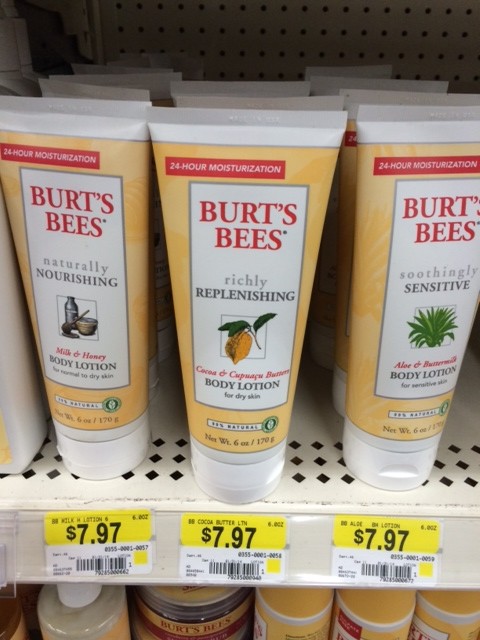 24-HOUR MOISTURIZATION
BURT'S
BEES
naturally
NOURISHING
Milk & Honey
BODY LOTION
for normal to dry skin
Net Wt. 6 oz / 170 g
24-HOUR MOISTURIZATION
BURT'S
BEES
richly
REPLENISHING
Cocoa & Cupuaçu Butters
BODY LOTION
for dry skin
99% NATURAL
Net Wt. 6 oz / 170 g
24-HOUR MOISTURIZATION
BURT'S
BEES
soothingly
SENSITIVE
Aloe & Buttermilk
BODY LOTION
for sensitive skin
Net Wt. 6 oz / 170 g
BB MILK H LOTION 6 6.0OZ
$7.97
0355-0001-0057
BB COCOA BUTTER LTN 6.0OZ
$7.97
0355-0001-0058
BB ALOE BM LOTION 6.0OZ
$7.97
0355-0001-0059
BURT'S BEES